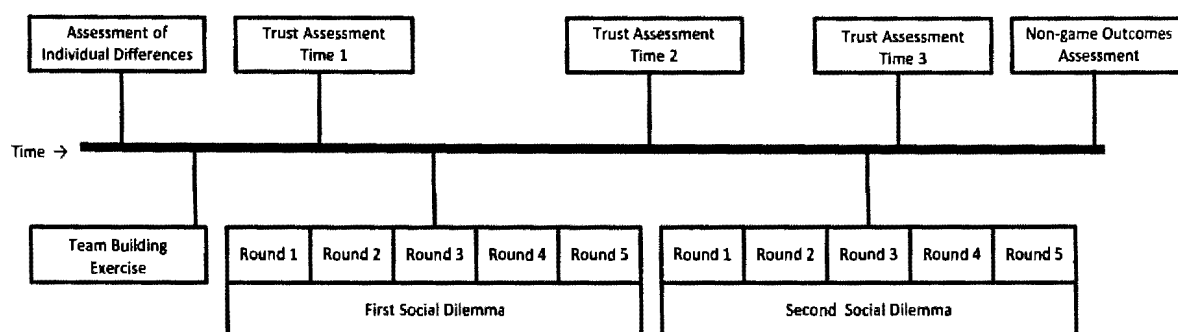 Assessment of
Individual Differences
Trust Assessment
Time 1
Trust Assessment
Time 2
Trust Assessment
Time 3
Non-game Outcomes
Assessment
Time →
Team Building
Exercise
Round 1
Round 2
Round 3
Round 4
Round 5
First Social Dilemma
Round 1
Round 2
Round 3
Round 4
Round 5
Second Social Dilemma